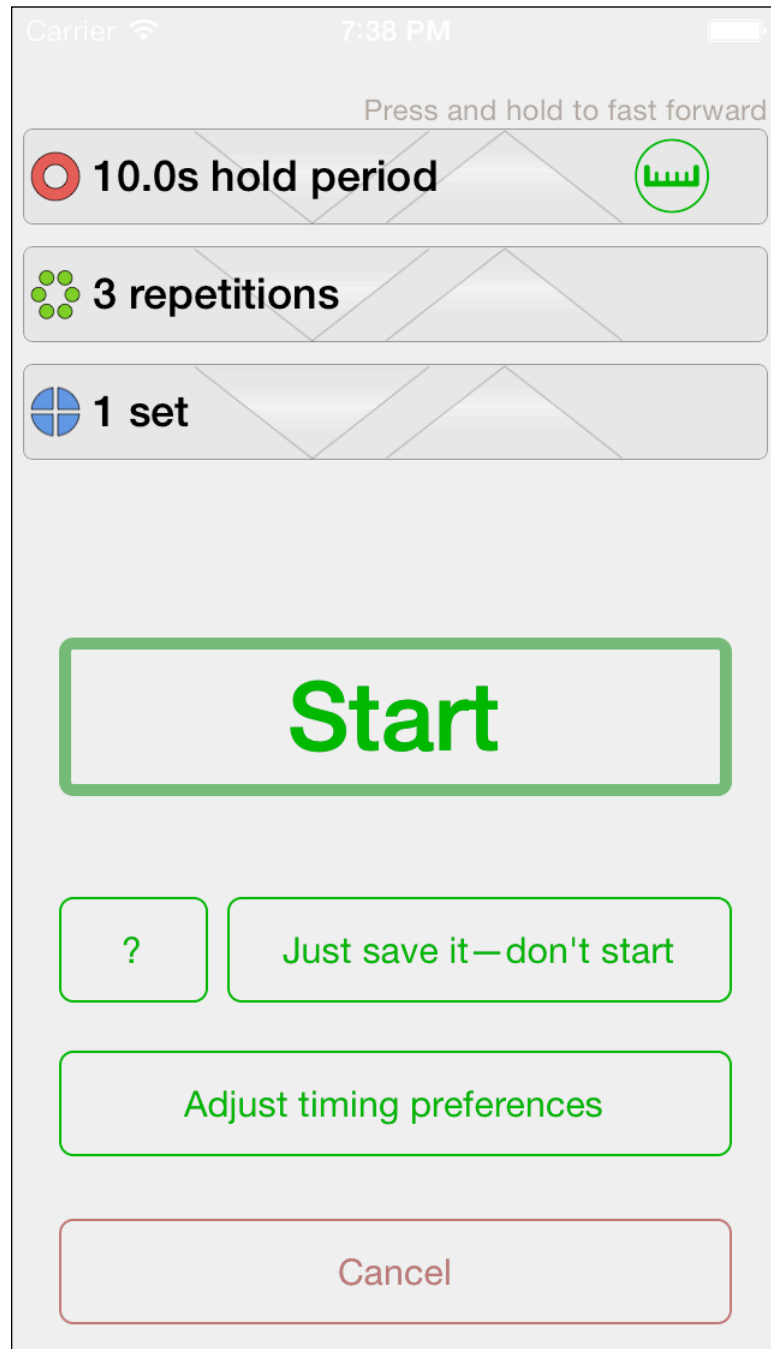 Carrier 7:38 PM
Press and hold to fast forward
10.0s hold period
3 repetitions
1 set
Start
?
Just save it—don't start
Adjust timing preferences
Cancel